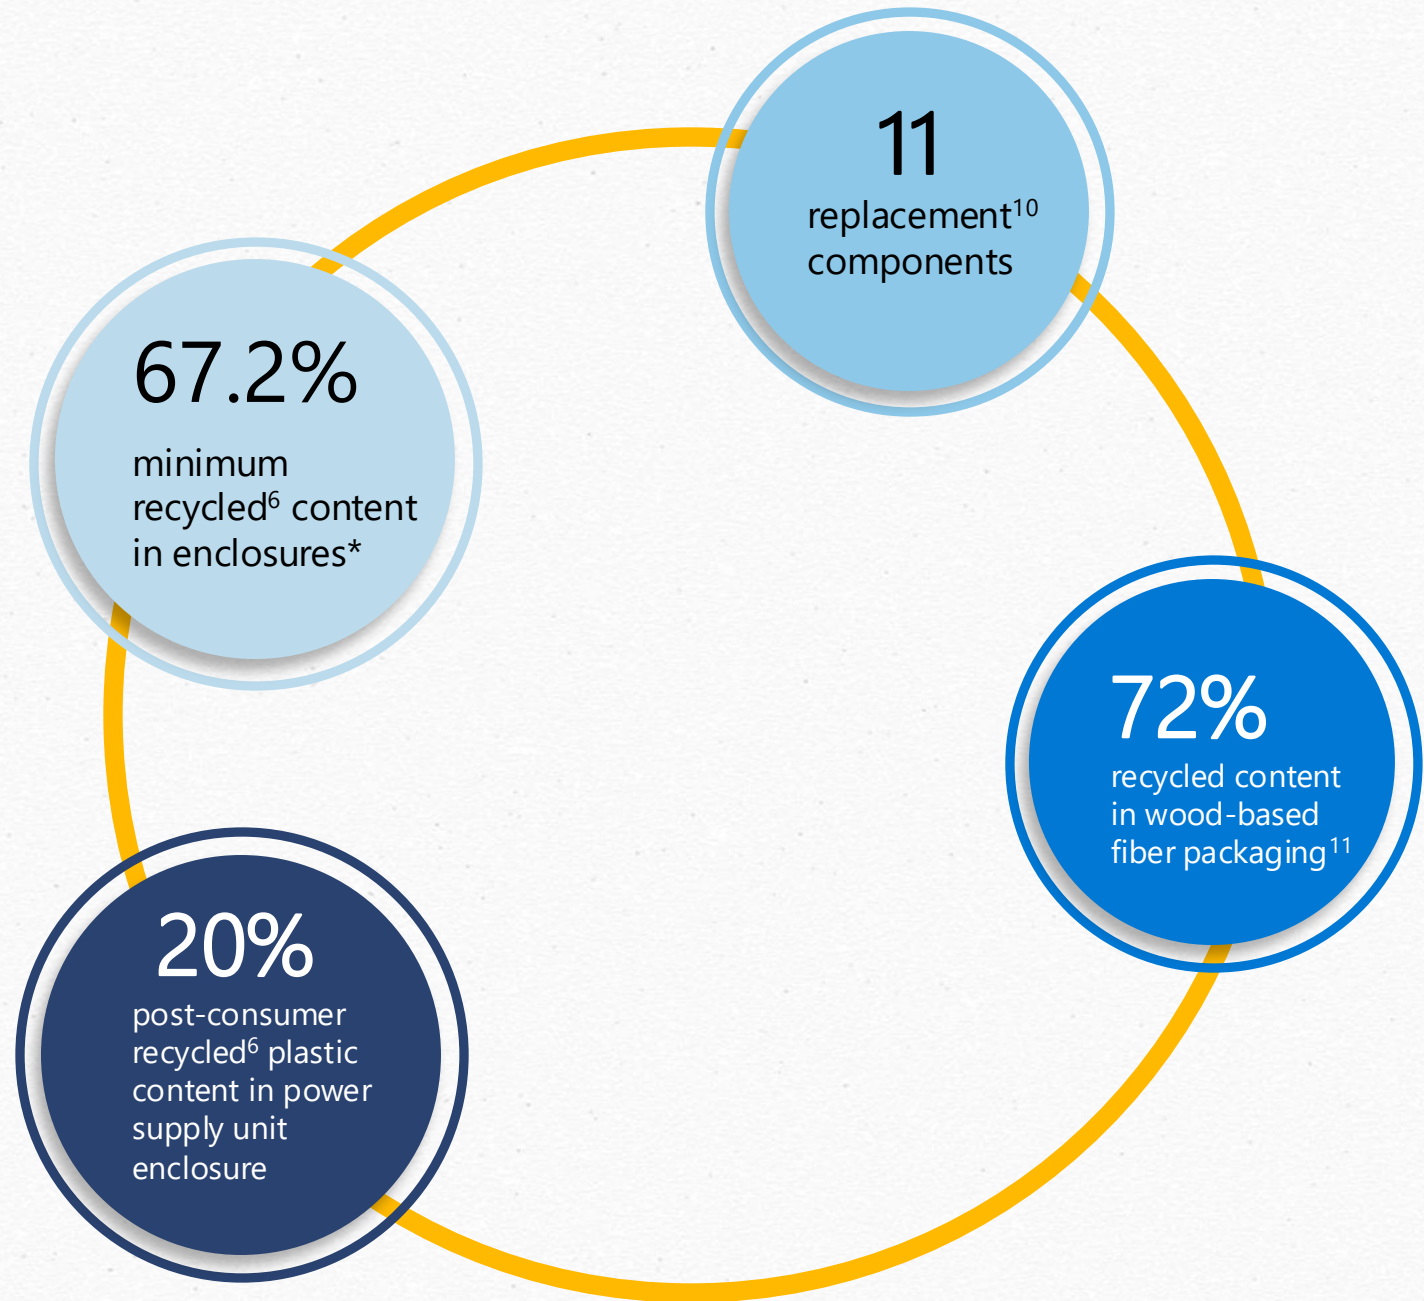 11
replacement¹⁰
components
67.2%
minimum
recycled⁶ content
in enclosures*
72%
recycled content
in wood-based
fiber packaging¹¹
20%
post-consumer
recycled⁶ plastic
content in power
supply unit
enclosure